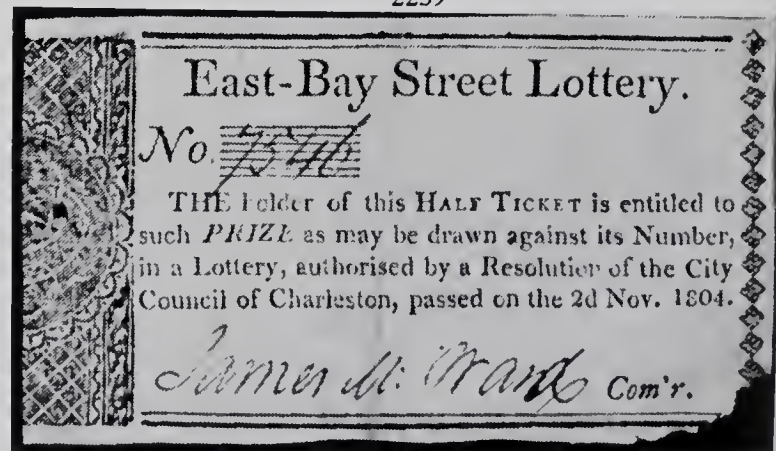 2239
East-Bay Street Lottery.
No. 7546
THE holder of this HALF TICKET is entitled to
such PRIZE as may be drawn against its Number,
in a Lottery, authorised by a Resolution of the City
Council of Charleston, passed on the 2d Nov. 1804.
James M. Ward Com'r.